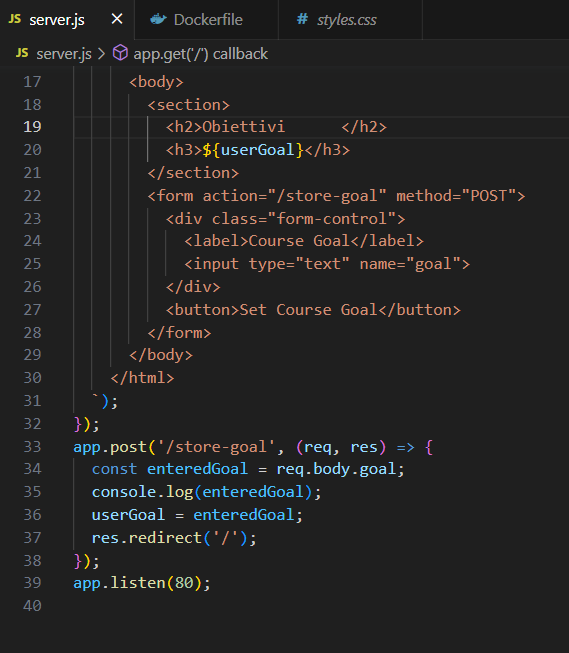 JS server.js × Dockerfile # styles.css
JS server.js > app.get('/') callback
17 <body>
18 <section>
19 <h2>Obiettivi      </h2>
20 <h3>${userGoal}</h3>
21 </section>
22 <form action="/store-goal" method="POST">
23 <div class="form-control">
24 <label>Course Goal</label>
25 <input type="text" name="goal">
26 </div>
27 <button>Set Course Goal</button>
28 </form>
29 </body>
30 </html>
31 `);
32 });
33 app.post('/store-goal', (req, res) => {
34 const enteredGoal = req.body.goal;
35 console.log(enteredGoal);
36 userGoal = enteredGoal;
37 res.redirect('/');
38 });
39 app.listen(80);
40